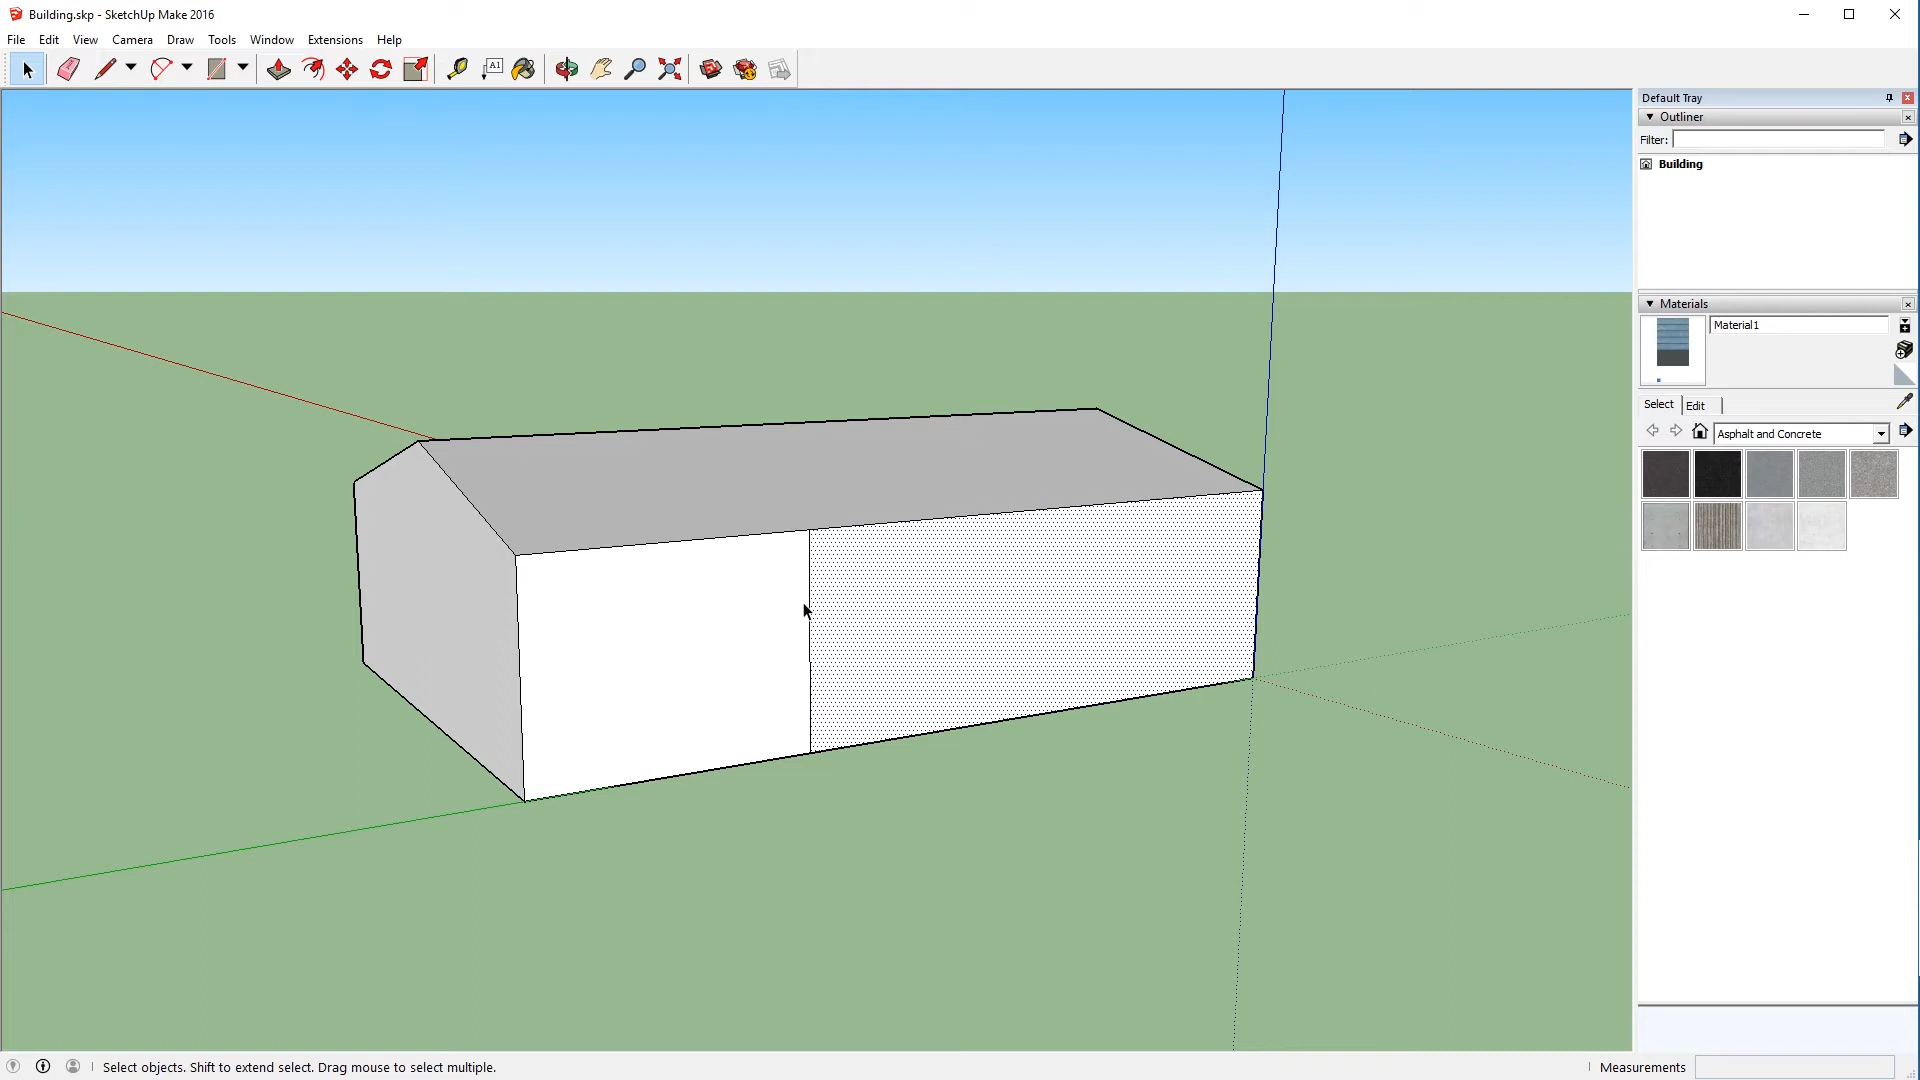 Building.skp - SketchUp Make 2016
File Edit View Camera Draw Tools Window Extensions Help
A1
Default Tray
Outliner
Filter:
Building
Materials
Material1
Select Edit
Asphalt and Concrete
Select objects. Shift to extend select. Drag mouse to select multiple.
Measurements